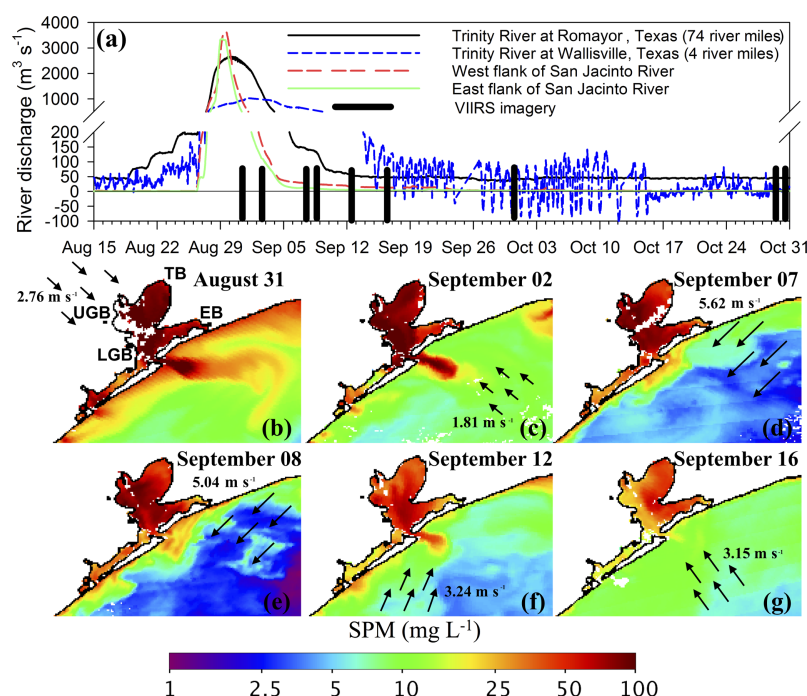 (a)
Trinity River at Romayor , Texas (74 river miles)
Trinity River at Wallisville, Texas (4 river miles)
West flank of San Jacinto River
East flank of San Jacinto River
VIIRS imagery
River discharge (m³ s⁻¹)
4000
3000
2000
1000
200
150
100
50
0
-50
-100
Aug 15 Aug 22 Aug 29 Sep 05 Sep 12 Sep 19 Sep 26 Oct 03 Oct 10 Oct 17 Oct 24 Oct 31
August 31
2.76 m s⁻¹
TB
UGB
EB
LGB
(b)
September 02
1.81 m s⁻¹
(c)
September 07
5.62 m s⁻¹
(d)
September 08
5.04 m s⁻¹
(e)
September 12
3.24 m s⁻¹
(f)
September 16
3.15 m s⁻¹
(g)
SPM (mg L⁻¹)
1 2.5 5 10 25 50 100